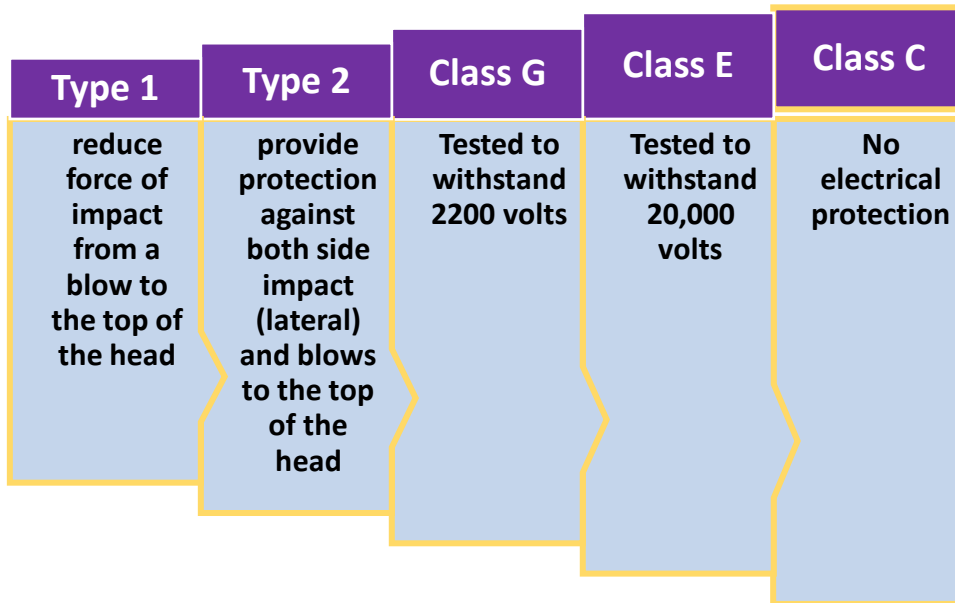 Type 1
reduce
force of
impact
from a
blow to
the top of
the head
Type 2
provide
protection
against
both side
impact
(lateral)
and blows
to the top
of the
head
Class G
Tested to
withstand
2200 volts
Class E
Tested to
withstand
20,000
volts
Class C
No
electrical
protection